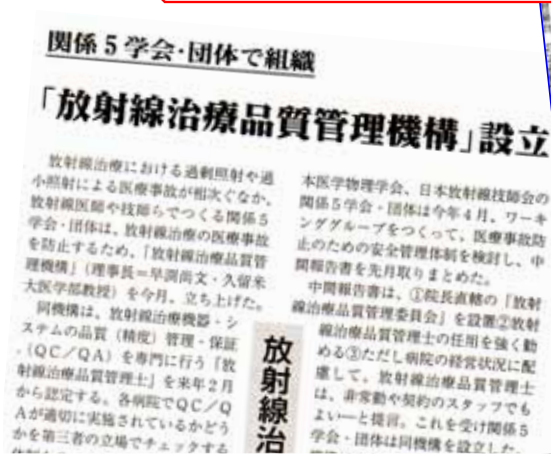 関係5学会・団体で組織
「放射線治療品質管理機構」設立
放射線治療における過剰照射や過
小照射による医療事故が相次ぐなか、
放射線医師や技師らでつくる関係5
学会・団体は、放射線治療の医療事故
を防止するため、「放射線治療品質管
理機構」(理事長=早渕尚文・久留米
大医学部教授)を今月、立ち上げた。
同機構は、放射線治療機器・シ
ステムの品質(精度)管理・保証
(QC/QA)を専門に行う「放
射線治療品質管理士」を来年2月
から認定する。各病院でQC/Q
Aが適切に実施されているかどう
かを第三者の立場でチェックする
本医学物理学会、日本放射線技師会の
関係5学会・団体は今年4月、ワーキ
ンググループをつくって、医療事故防
止のための安全管理体制を検討し、中
間報告書を先月取りまとめた。
中間報告書は、①院長直轄の「放射
線治療品質管理委員会」を設置②放射
線治療品質管理士の任用を強く勧
める③ただし病院の経営状況に配
慮して、放射線治療品質管理士
は、非常勤や契約のスタッフでも
よい―と提言。これを受け関係5
学会・団体は同機構を設立した。
放射線治